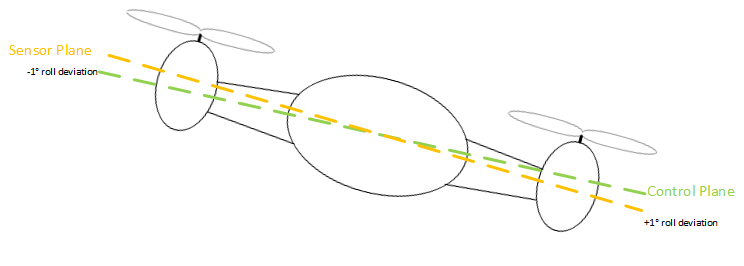 Sensor Plane
-1° roll deviation
Control Plane
+1° roll deviation